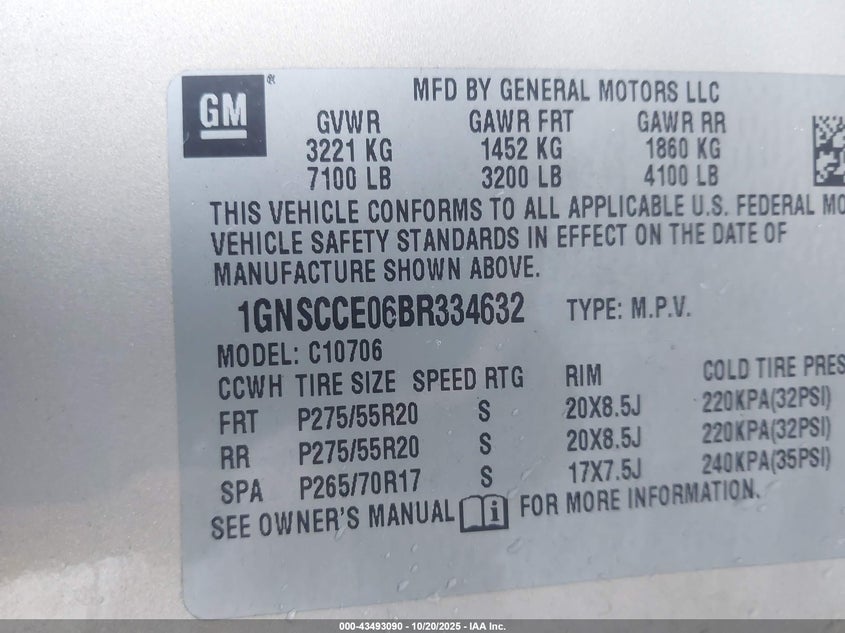 GM ®
MFD BY GENERAL MOTORS LLC
GVWR GAWR FRT GAWR RR
3221 KG 1452 KG 1860 KG
7100 LB 3200 LB 4100 LB
THIS VEHICLE CONFORMS TO ALL APPLICABLE U.S. FEDERAL MO
VEHICLE SAFETY STANDARDS IN EFFECT ON THE DATE OF
MANUFACTURE SHOWN ABOVE.
1GNSCCE06BR334632 TYPE: M.P.V.
MODEL: C10706
CCWH TIRE SIZE SPEED RTG RIM COLD TIRE PRES
FRT P275/55R20 S 20X8.5J 220KPA(32PSI)
RR P275/55R20 S 20X8.5J 220KPA(32PSI)
SPA P265/70R17 S 17X7.5J 240KPA(35PSI)
SEE OWNER'S MANUAL i FOR MORE INFORMATION.
000-43493090 - 10/20/2025 - IAA Inc.